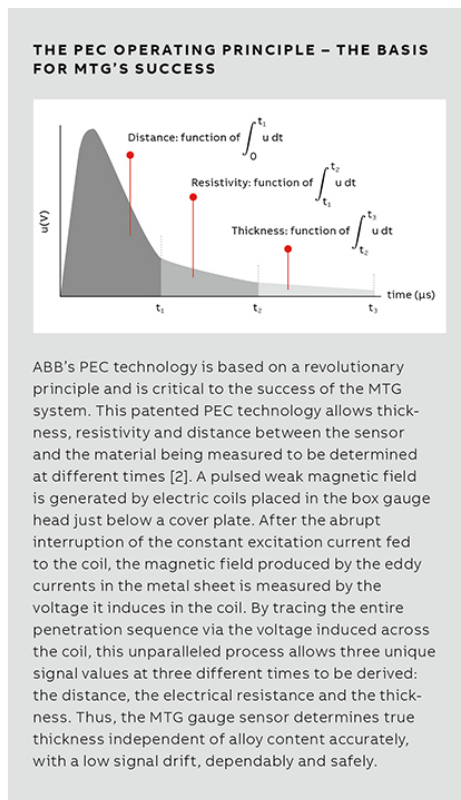 THE PEC OPERATING PRINCIPLE – THE BASIS
FOR MTG'S SUCCESS
Distance: function of ∫₀^t₁ u dt
Resistivity: function of ∫t₁^t₂ u dt
Thickness: function of ∫t₂^t₃ u dt
u(V)
time (µs)
t₁
t₂
t₃
ABB's PEC technology is based on a revolutionary
principle and is critical to the success of the MTG
system. This patented PEC technology allows thick-
ness, resistivity and distance between the sensor
and the material being measured to be determined
at different times [2]. A pulsed weak magnetic field
is generated by electric coils placed in the box gauge
head just below a cover plate. After the abrupt
interruption of the constant excitation current fed
to the coil, the magnetic field produced by the eddy
currents in the metal sheet is measured by the
voltage it induces in the coil. By tracing the entire
penetration sequence via the voltage induced across
the coil, this unparalleled process allows three unique
signal values at three different times to be derived:
the distance, the electrical resistance and the thick-
ness. Thus, the MTG gauge sensor determines true
thickness independent of alloy content accurately,
with a low signal drift, dependably and safely.